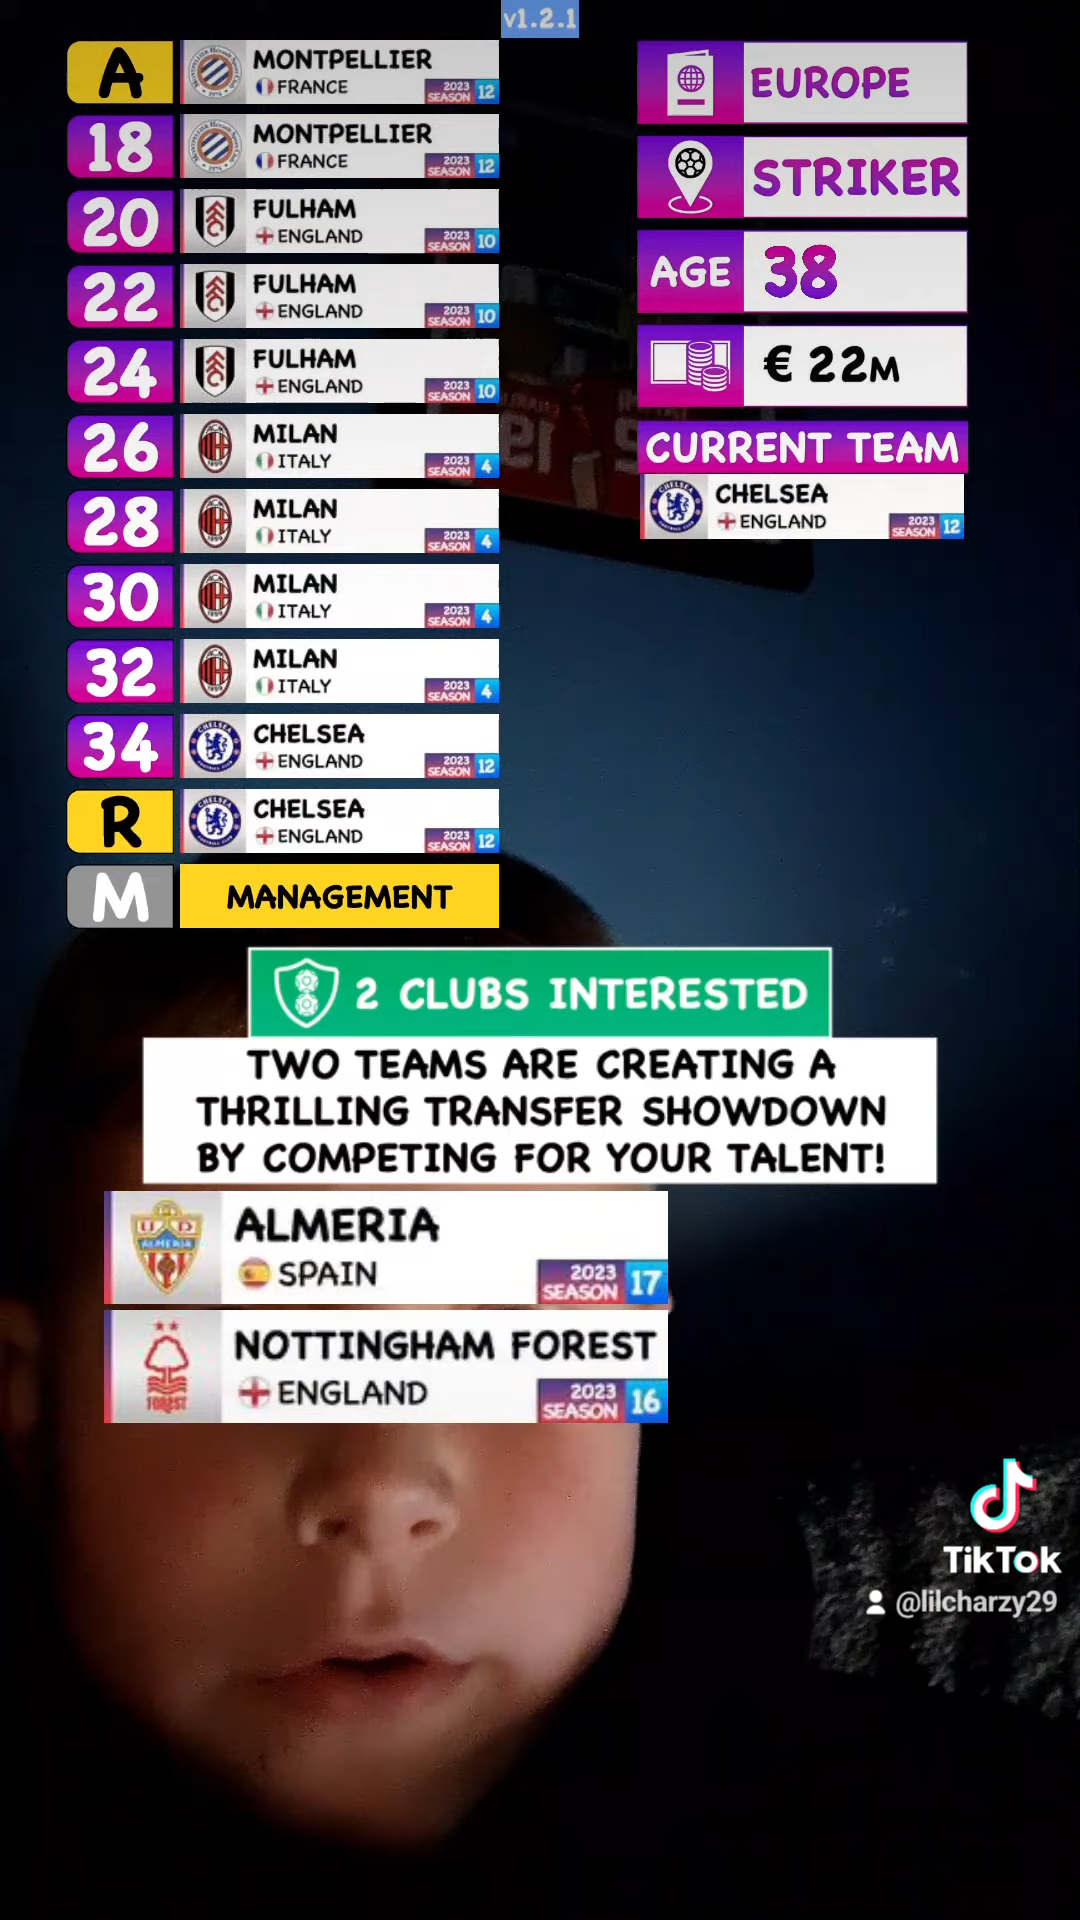 v1.2.1
A
MONTPELLIER
FRANCE
2023 SEASON 12
18
MONTPELLIER
FRANCE
2023 SEASON 12
20
FULHAM
ENGLAND
2023 SEASON 10
22
FULHAM
ENGLAND
2023 SEASON 10
24
FULHAM
ENGLAND
2023 SEASON 10
26
MILAN
ITALY
2023 SEASON 4
28
MILAN
ITALY
2023 SEASON 4
30
MILAN
ITALY
2023 SEASON 4
32
MILAN
ITALY
2023 SEASON 4
34
CHELSEA
ENGLAND
2023 SEASON 12
R
CHELSEA
ENGLAND
2023 SEASON 12
M
MANAGEMENT
EUROPE
STRIKER
AGE 38
€ 22M
CURRENT TEAM
CHELSEA
ENGLAND
2023 SEASON 12
2 CLUBS INTERESTED
TWO TEAMS ARE CREATING A
THRILLING TRANSFER SHOWDOWN
BY COMPETING FOR YOUR TALENT!
ALMERIA
SPAIN
2023 SEASON 17
NOTTINGHAM FOREST
ENGLAND
2023 SEASON 16
TikTok
@lilcharzy29